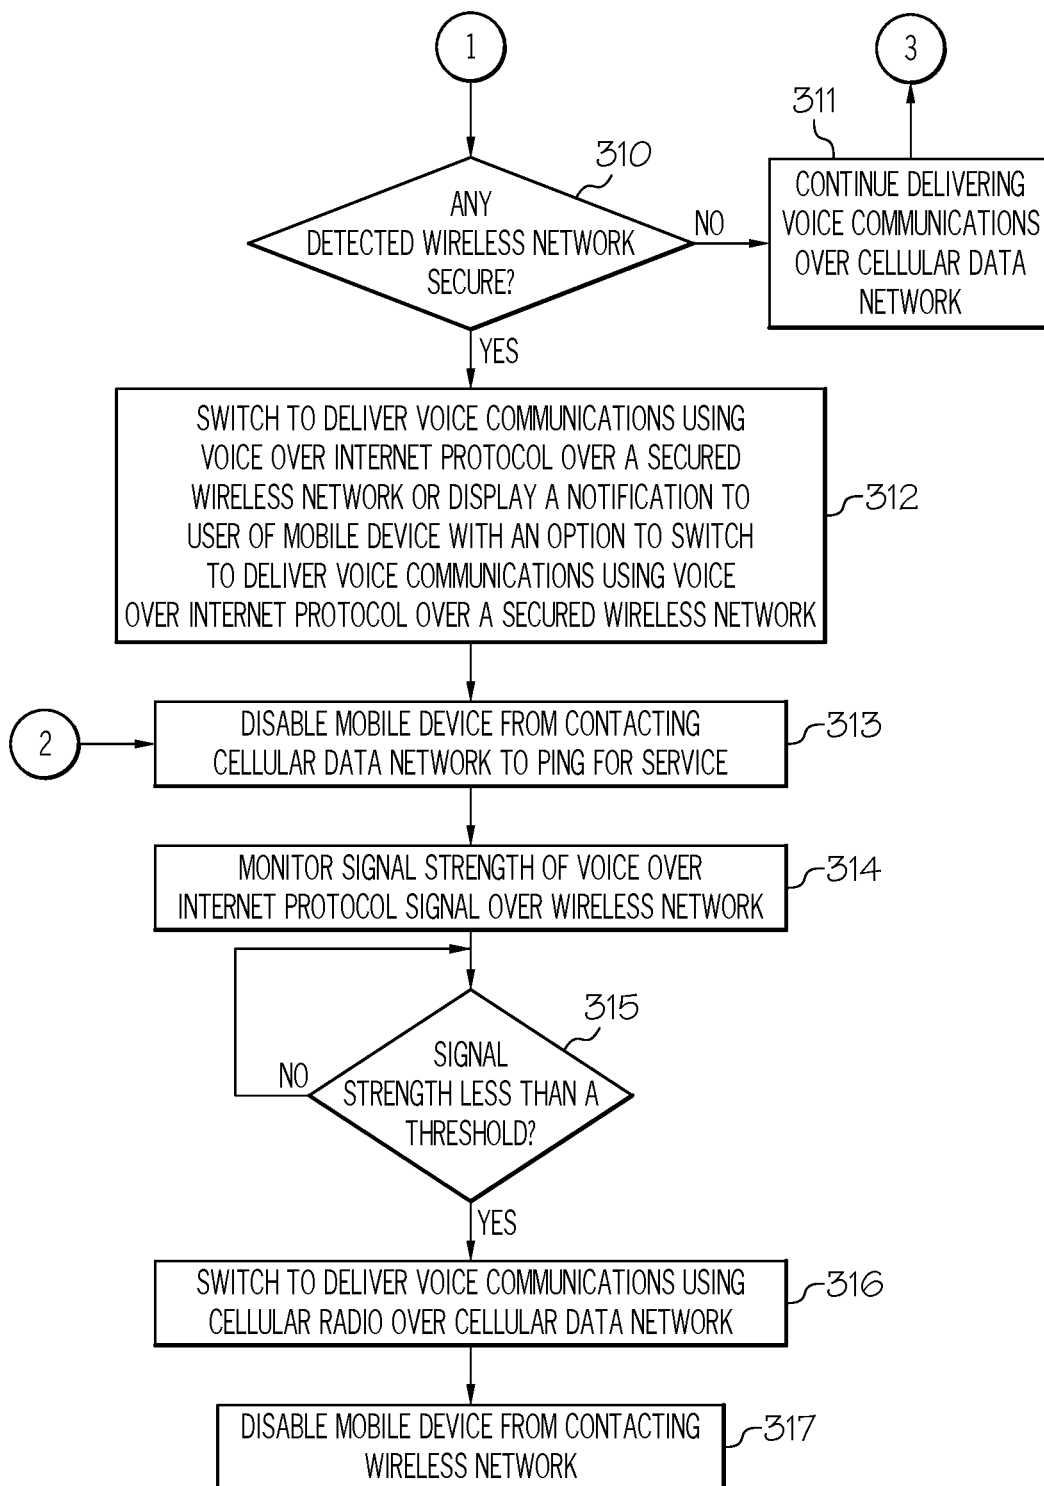 1
3
311
310
CONTINUE DELIVERING
VOICE COMMUNICATIONS
OVER CELLULAR DATA
NETWORK
ANY
DETECTED WIRELESS NETWORK
SECURE?
NO
YES
SWITCH TO DELIVER VOICE COMMUNICATIONS USING
VOICE OVER INTERNET PROTOCOL OVER A SECURED
WIRELESS NETWORK OR DISPLAY A NOTIFICATION TO
USER OF MOBILE DEVICE WITH AN OPTION TO SWITCH
TO DELIVER VOICE COMMUNICATIONS USING VOICE
OVER INTERNET PROTOCOL OVER A SECURED WIRELESS NETWORK
312
2
DISABLE MOBILE DEVICE FROM CONTACTING
CELLULAR DATA NETWORK TO PING FOR SERVICE
313
MONITOR SIGNAL STRENGTH OF VOICE OVER
INTERNET PROTOCOL SIGNAL OVER WIRELESS NETWORK
314
315
SIGNAL
STRENGTH LESS THAN A
THRESHOLD?
NO
YES
SWITCH TO DELIVER VOICE COMMUNICATIONS USING
CELLULAR RADIO OVER CELLULAR DATA NETWORK
316
DISABLE MOBILE DEVICE FROM CONTACTING
WIRELESS NETWORK
317